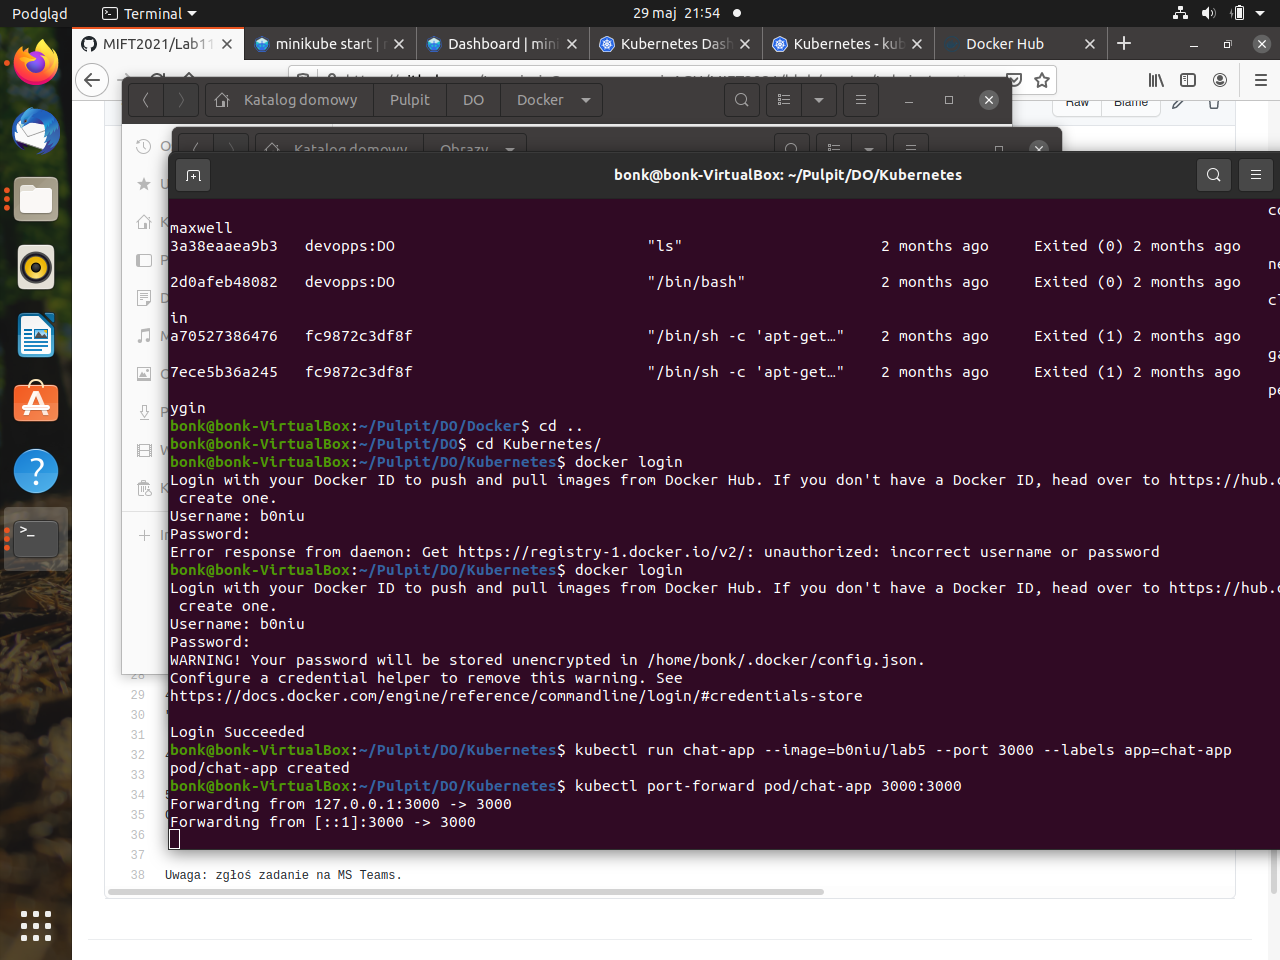 Podgląd
Terminal
29 maj 21:54
MIFT2021/Lab11
minikube start |
Dashboard | mini
Kubernetes Dash
Kubernetes - kub
Docker Hub
Katalog domowy
Pulpit
DO
Docker
Raw
Blame
Katalog domowy
Obrazy
bonk@bonk-VirtualBox: ~/Pulpit/DO/Kubernetes
maxwell
3a38eaaea9b3 devopps:DO "ls" 2 months ago Exited (0) 2 months ago
2d0afeb48082 devopps:DO "/bin/bash" 2 months ago Exited (0) 2 months ago
in
a70527386476 fc9872c3df8f "/bin/sh -c 'apt-get…" 2 months ago Exited (1) 2 months ago
7ece5b36a245 fc9872c3df8f "/bin/sh -c 'apt-get…" 2 months ago Exited (1) 2 months ago
ygin
bonk@bonk-VirtualBox:~/Pulpit/DO/Docker$ cd ..
bonk@bonk-VirtualBox:~/Pulpit/DO$ cd Kubernetes/
bonk@bonk-VirtualBox:~/Pulpit/DO/Kubernetes$ docker login
Login with your Docker ID to push and pull images from Docker Hub. If you don't have a Docker ID, head over to https://hub.
create one.
Username: b0niu
Password:
Error response from daemon: Get https://registry-1.docker.io/v2/: unauthorized: incorrect username or password
bonk@bonk-VirtualBox:~/Pulpit/DO/Kubernetes$ docker login
Login with your Docker ID to push and pull images from Docker Hub. If you don't have a Docker ID, head over to https://hub.
create one.
Username: b0niu
Password:
WARNING! Your password will be stored unencrypted in /home/bonk/.docker/config.json.
Configure a credential helper to remove this warning. See
https://docs.docker.com/engine/reference/commandline/login/#credentials-store
Login Succeeded
bonk@bonk-VirtualBox:~/Pulpit/DO/Kubernetes$ kubectl run chat-app --image=b0niu/lab5 --port 3000 --labels app=chat-app
pod/chat-app created
bonk@bonk-VirtualBox:~/Pulpit/DO/Kubernetes$ kubectl port-forward pod/chat-app 3000:3000
Forwarding from 127.0.0.1:3000 -> 3000
Forwarding from [::1]:3000 -> 3000
28
29
30
31
32
33
34
35
36
37
38 Uwaga: zgłoś zadanie na MS Teams.